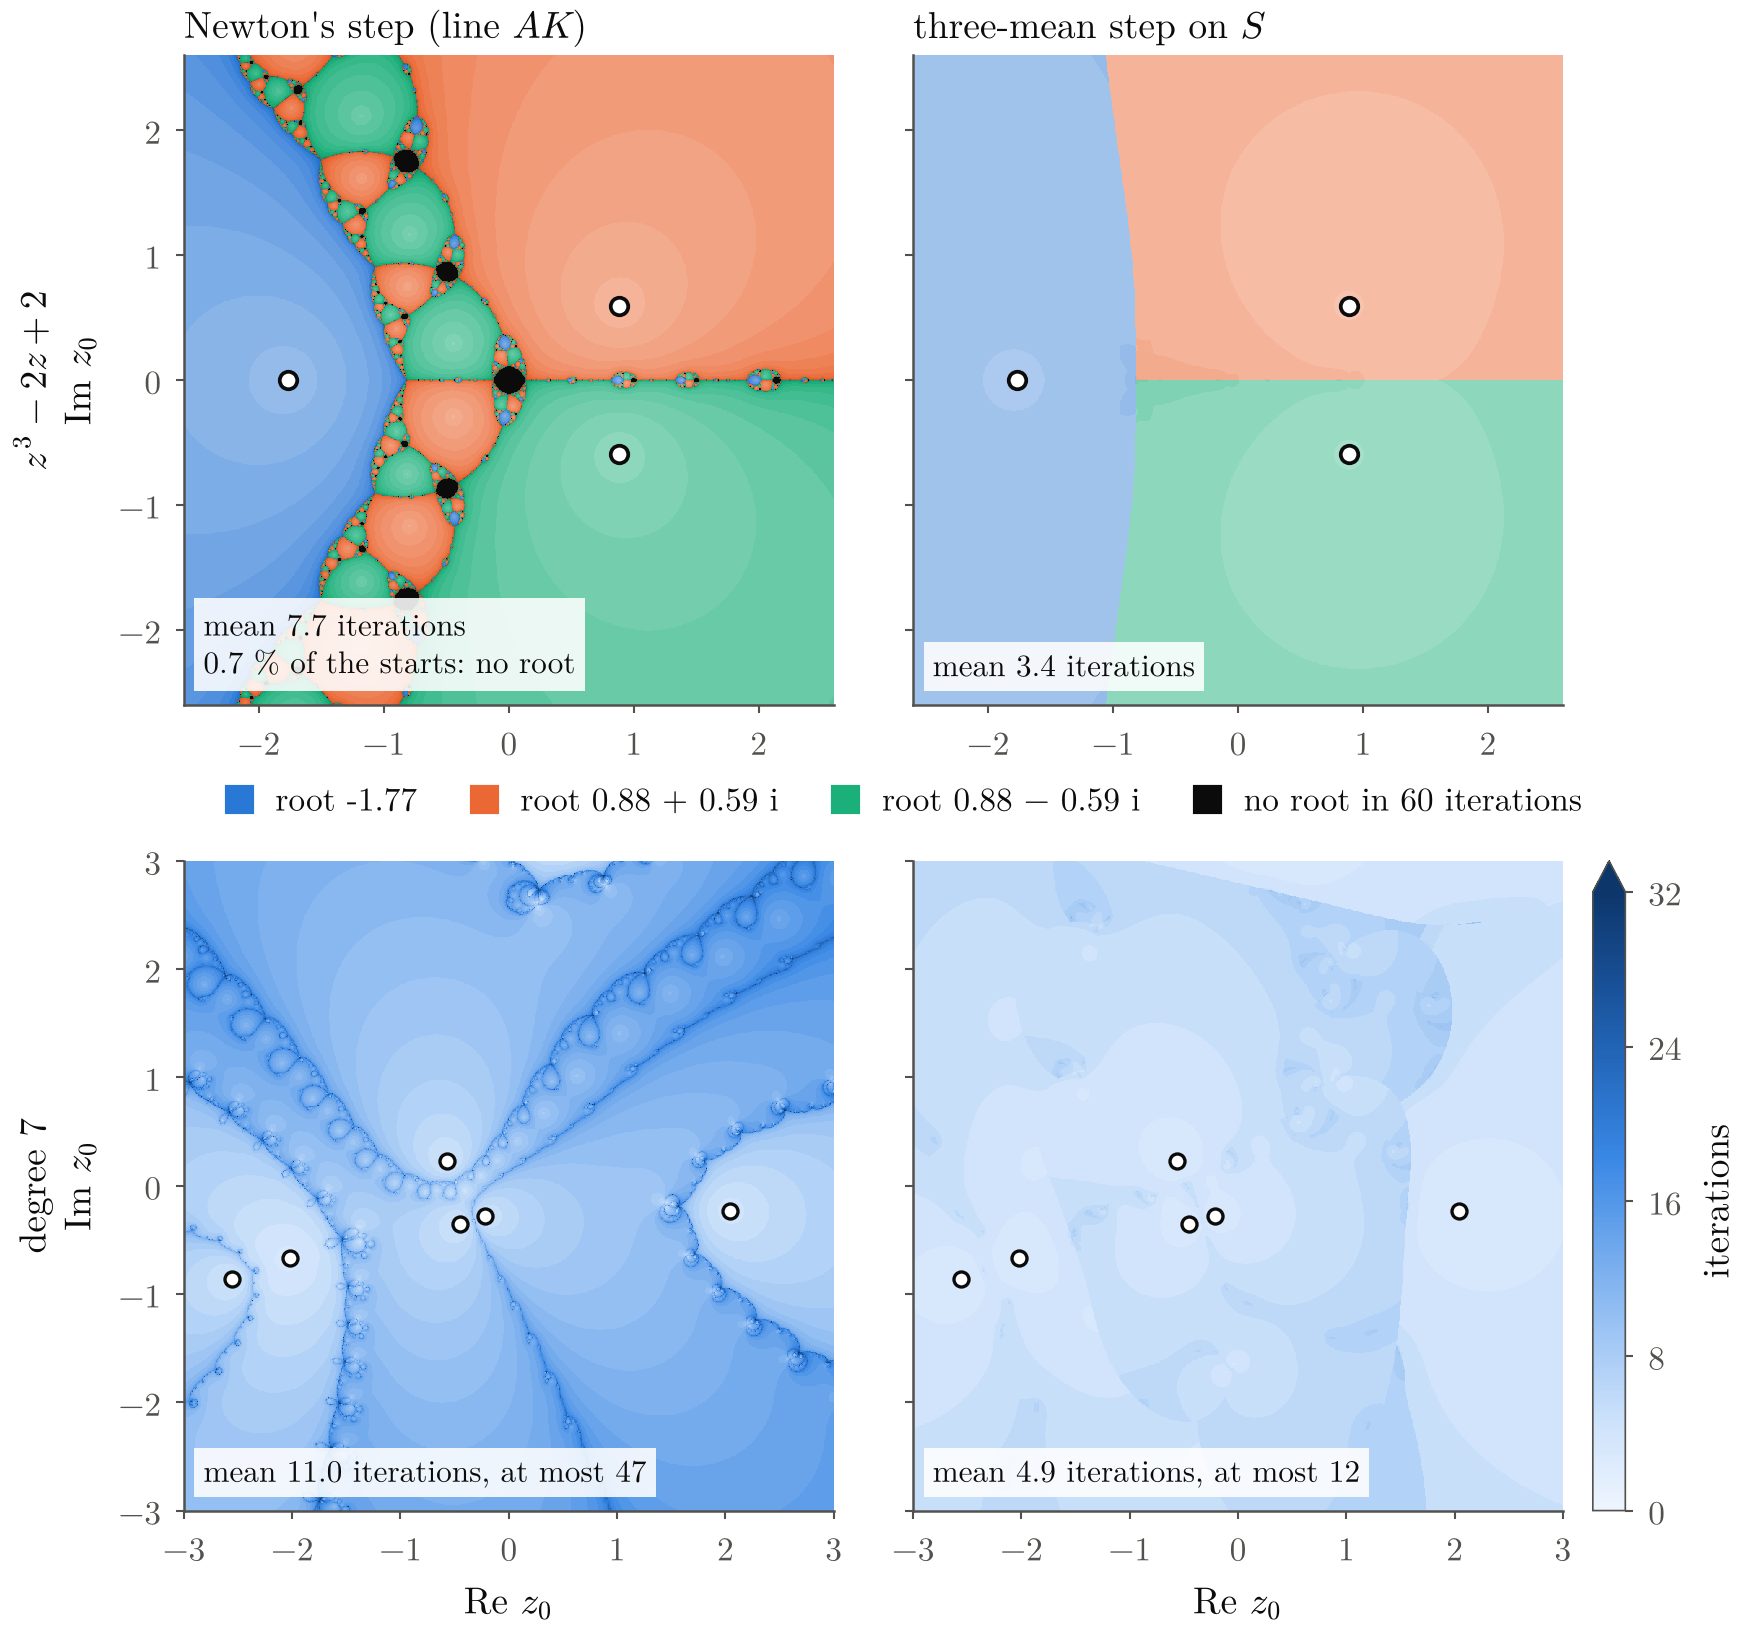 Newton's step (line AK)
three-mean step on S
z³ − 2z + 2
Im z₀
2
1
0
−1
−2
mean 7.7 iterations
0.7 % of the starts: no root
mean 3.4 iterations
−2 −1 0 1 2
−2 −1 0 1 2
root -1.77 root 0.88 + 0.59 i root 0.88 − 0.59 i no root in 60 iterations
degree 7
Im z₀
3
2
1
0
−1
−2
−3
mean 11.0 iterations, at most 47
mean 4.9 iterations, at most 12
32
24
16
8
0
iterations
−3 −2 −1 0 1 2 3
−3 −2 −1 0 1 2 3
Re z₀
Re z₀